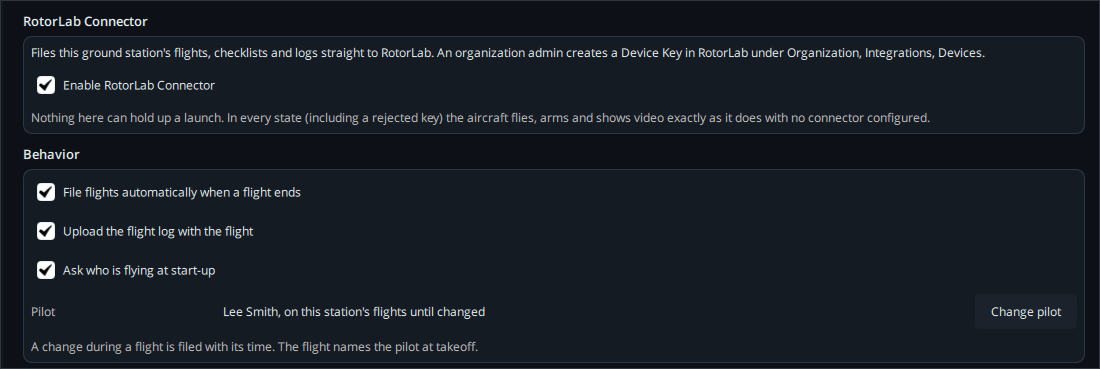 RotorLab Connector
Files this ground station's flights, checklists and logs straight to RotorLab. An organization admin creates a Device Key in RotorLab under Organization, Integrations, Devices.
Enable RotorLab Connector
Nothing here can hold up a launch. In every state (including a rejected key) the aircraft flies, arms and shows video exactly as it does with no connector configured.
Behavior
File flights automatically when a flight ends
Upload the flight log with the flight
Ask who is flying at start-up
Pilot Lee Smith, on this station's flights until changed Change pilot
A change during a flight is filed with its time. The flight names the pilot at takeoff.